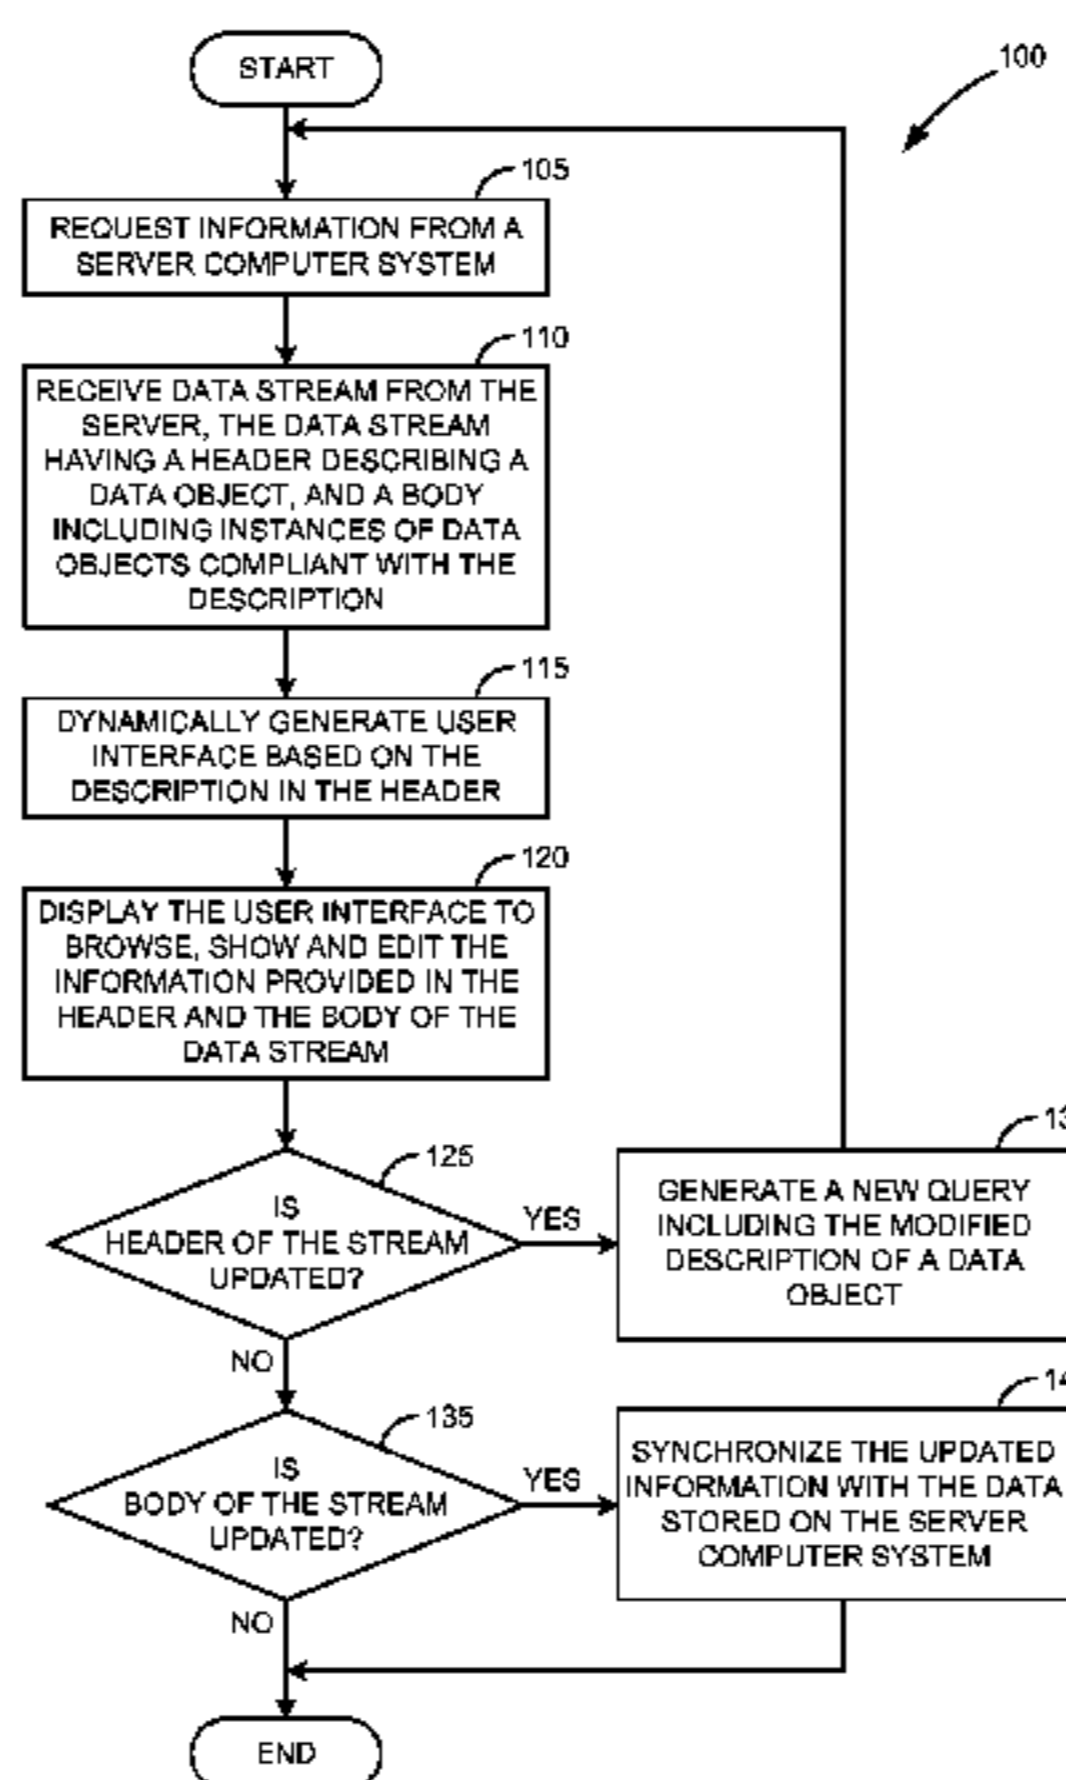 START
100
105
REQUEST INFORMATION FROM A
SERVER COMPUTER SYSTEM
110
RECEIVE DATA STREAM FROM THE
SERVER, THE DATA STREAM
HAVING A HEADER DESCRIBING A
DATA OBJECT, AND A BODY
INCLUDING INSTANCES OF DATA
OBJECTS COMPLIANT WITH THE
DESCRIPTION
115
DYNAMICALLY GENERATE USER
INTERFACE BASED ON THE
DESCRIPTION IN THE HEADER
120
DISPLAY THE USER INTERFACE TO
BROWSE, SHOW AND EDIT THE
INFORMATION PROVIDED IN THE
HEADER AND THE BODY OF THE
DATA STREAM
125
IS
HEADER OF THE STREAM
UPDATED?
YES
NO
GENERATE A NEW QUERY
INCLUDING THE MODIFIED
DESCRIPTION OF A DATA
OBJECT
135
IS
BODY OF THE STREAM
UPDATED?
YES
NO
SYNCHRONIZE THE UPDATED
INFORMATION WITH THE DATA
STORED ON THE SERVER
COMPUTER SYSTEM
END